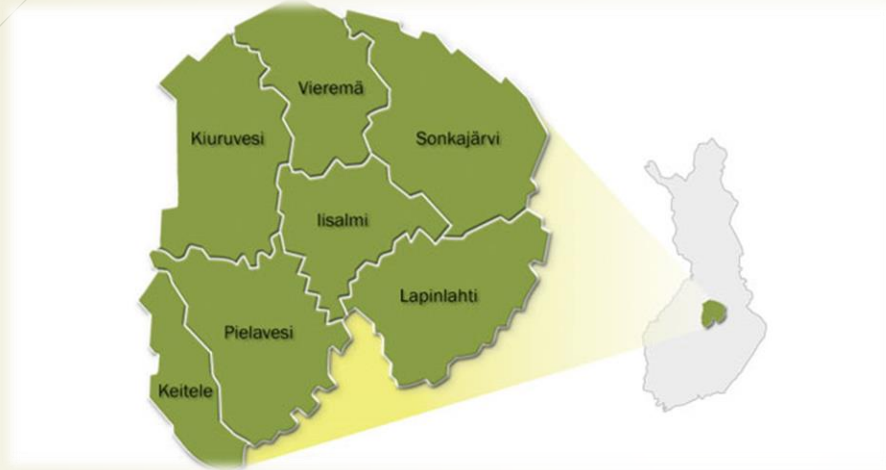 Vieremä
Kiuruvesi
Sonkajärvi
Iisalmi
Lapinlahti
Pielavesi
Keitele